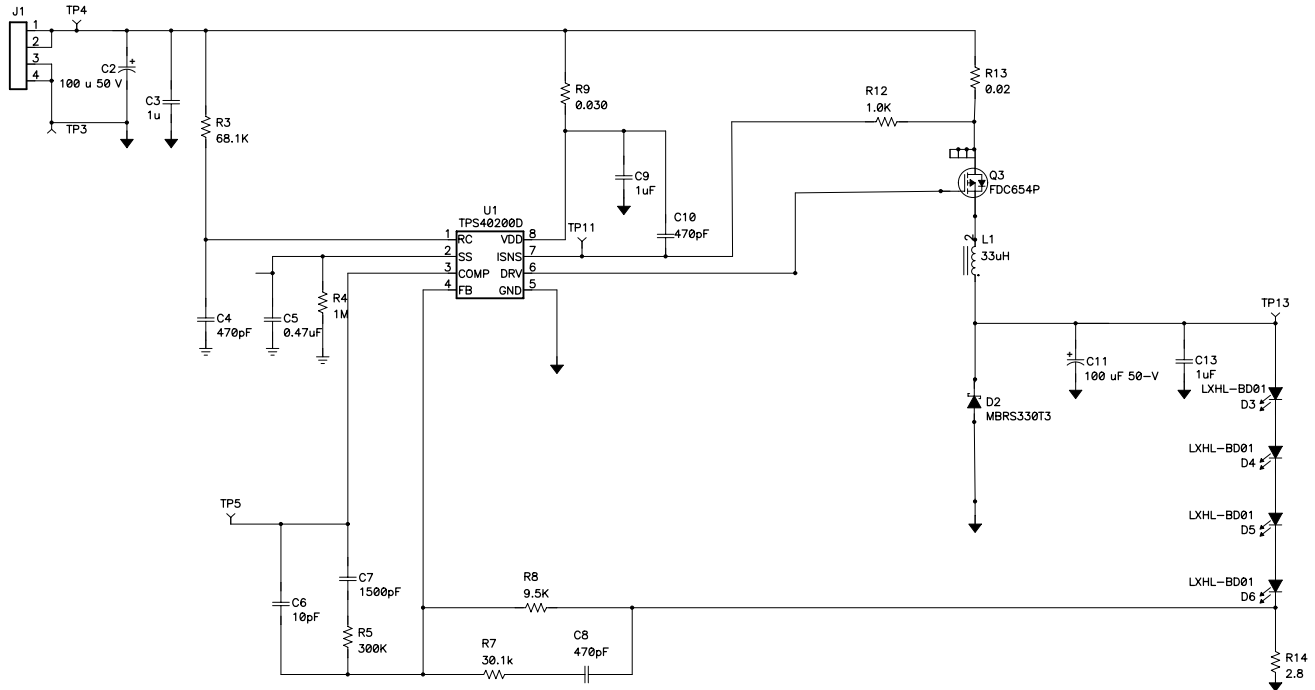 J1
TP4
1
2
3
4
C2
+
100 u 50 V
C3
1u
TP3
R3
68.1K
R9
0.030
R12
1.0K
R13
0.02
C9
1uF
Q3
FDC654P
U1
TPS40200D
TP11
C10
470pF
1 RC VDD 8
2 SS ISNS 7
3 COMP DRV 6
4 FB GND 5
2
L1
33uH
R4
1M
C4
470pF
C5
0.47uF
TP13
+
C11
100 uF 50-V
C13
1uF
D2
MBRS330T3
LXHL-BD01
D3
LXHL-BD01
D4
TP5
LXHL-BD01
D5
C7
1500pF
R8
9.5K
LXHL-BD01
D6
C6
10pF
R5
300K
R7
30.1k
C8
470pF
R14
2.8